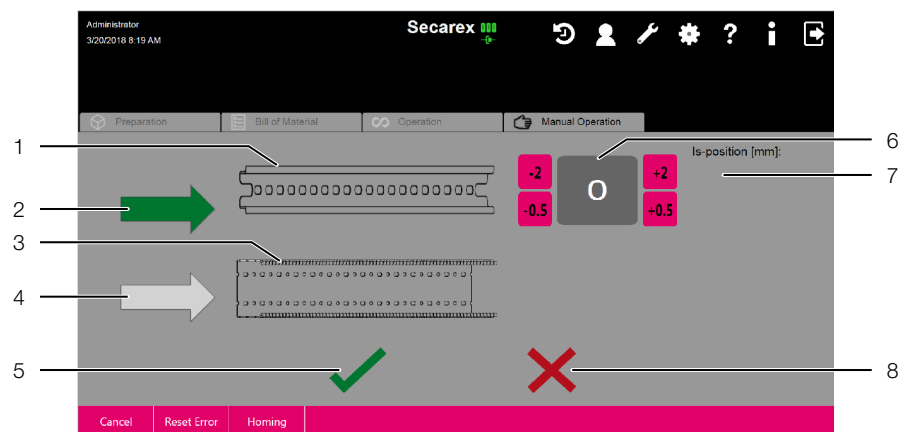 Administrator
3/20/2018 8:19 AM
Secarex
?
i
Preparation
Bill of Material
Operation
Manual Operation
1
2
3
4
5
-2
-0.5
0
+2
+0.5
Is-position [mm]:
6
7
8
Cancel
Reset Error
Homing